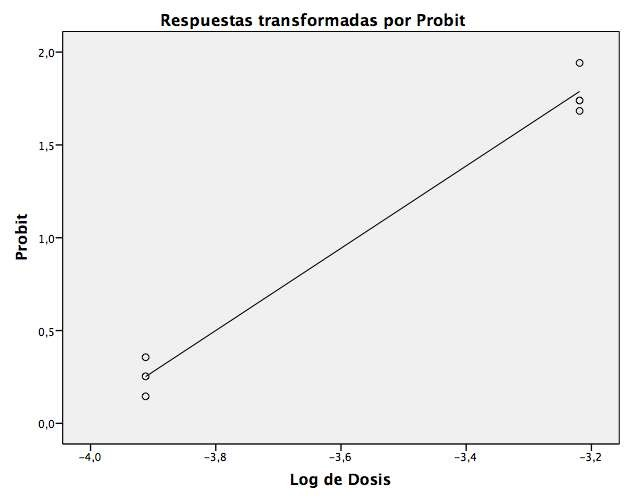 Respuestas transformadas por Probit
2,0
1,5
1,0
0,5
0,0
Probit
−4,0 −3,8 −3,6 −3,4 −3,2
Log de Dosis